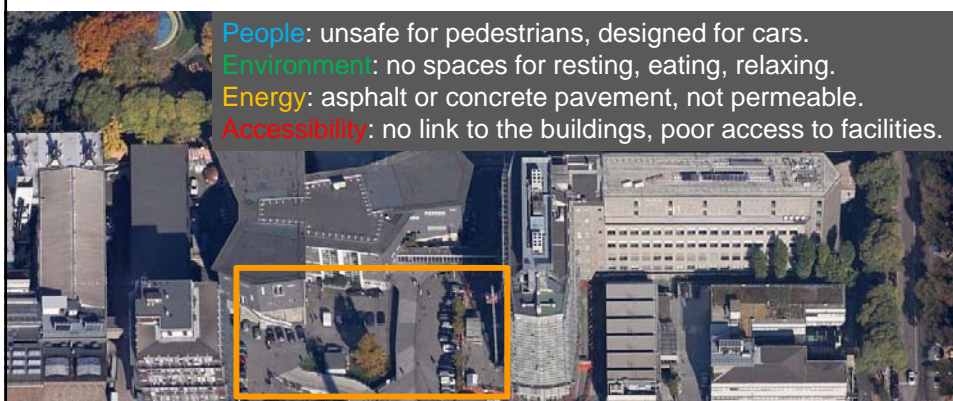 People: unsafe for pedestrians, designed for cars.
Environment: no spaces for resting, eating, relaxing.
Energy: asphalt or concrete pavement, not permeable.
Accessibility: no link to the buildings, poor access to facilities.